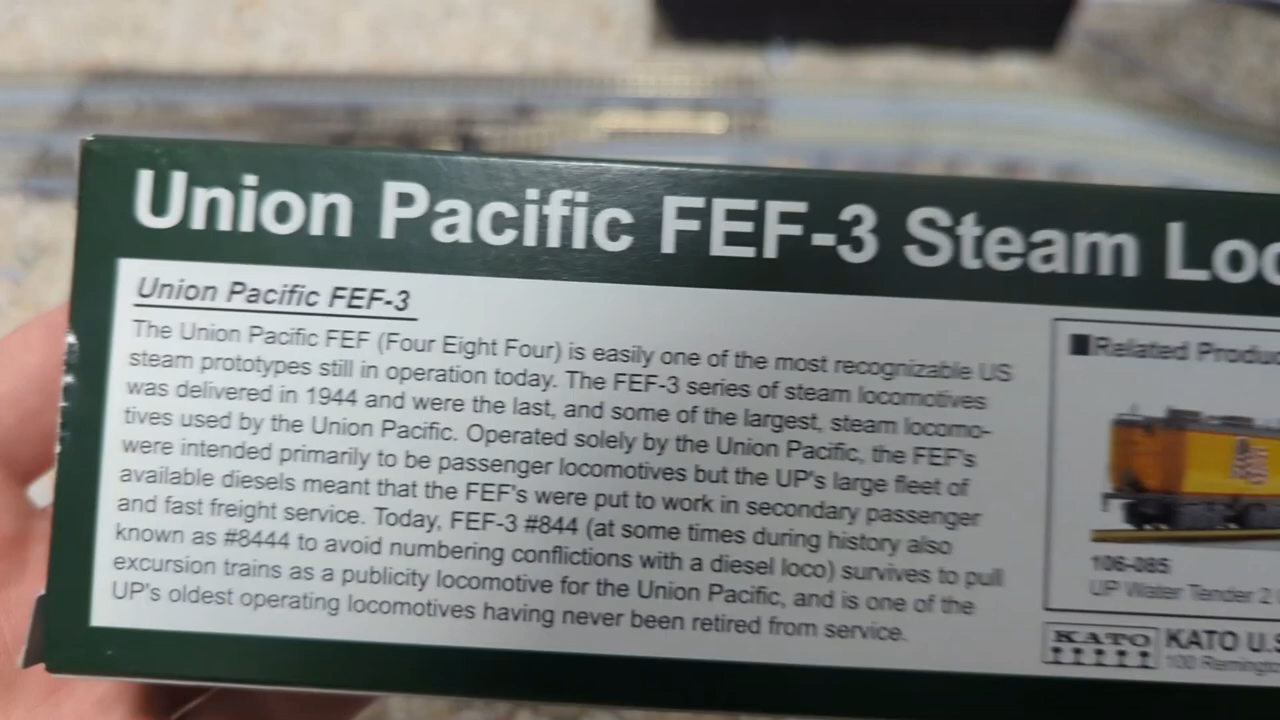 Union Pacific FEF-3 Steam Loc
Union Pacific FEF-3
The Union Pacific FEF (Four Eight Four) is easily one of the most recognizable US
steam prototypes still in operation today. The FEF-3 series of steam locomotives
was delivered in 1944 and were the last, and some of the largest, steam locomo-
tives used by the Union Pacific. Operated solely by the Union Pacific, the FEF's
were intended primarily to be passenger locomotives but the UP's large fleet of
available diesels meant that the FEF's were put to work in secondary passenger
and fast freight service. Today, FEF-3 #844 (at some times during history also
known as #8444 to avoid numbering conflictions with a diesel loco) survives to pull
excursion trains as a publicity locomotive for the Union Pacific, and is one of the
UP's oldest operating locomotives having never been retired from service.
■Related Produc
106-085
UP Water Tender 2
KATO KATO U.S
100 Remingto